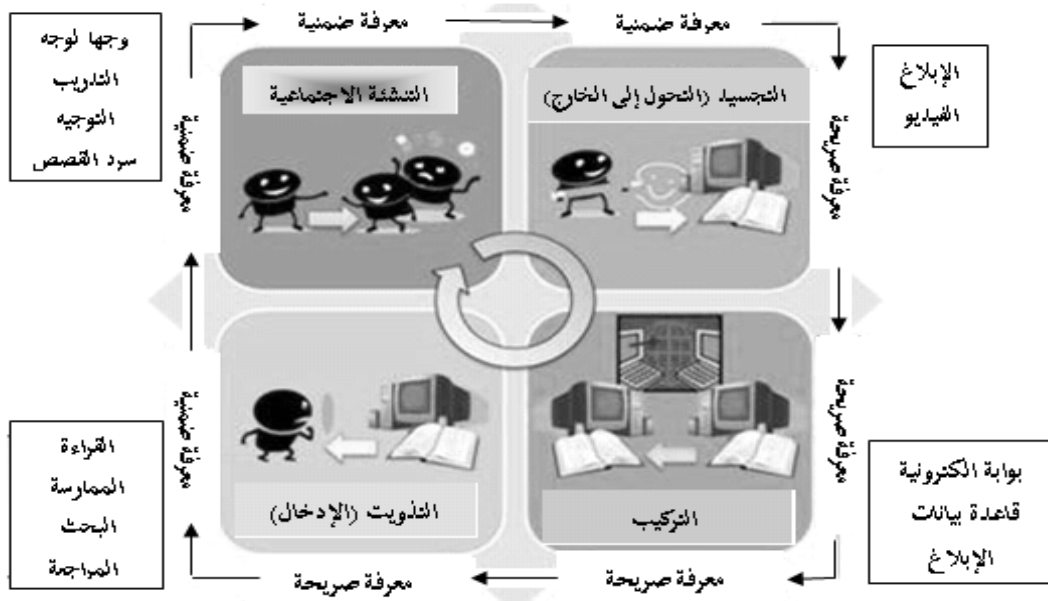 معرفة ضمنية
معرفة ضمنية
وجها لوجه
التدريب
التوجيه
سرد القصص
الإبلاغ
الفيديو
التنشئة الاجتماعية
التجسيد (التحول إلى الخارج)
معرفة ضمنية
معرفة صريحة
معرفة ضمنية
معرفة صريحة
القراءة
الممارسة
البحث
المراجعة
بوابة الكترونية
قاعدة بيانات
الإبلاغ
التذويت (الإدخال)
التركيب
معرفة صريحة
معرفة صريحة